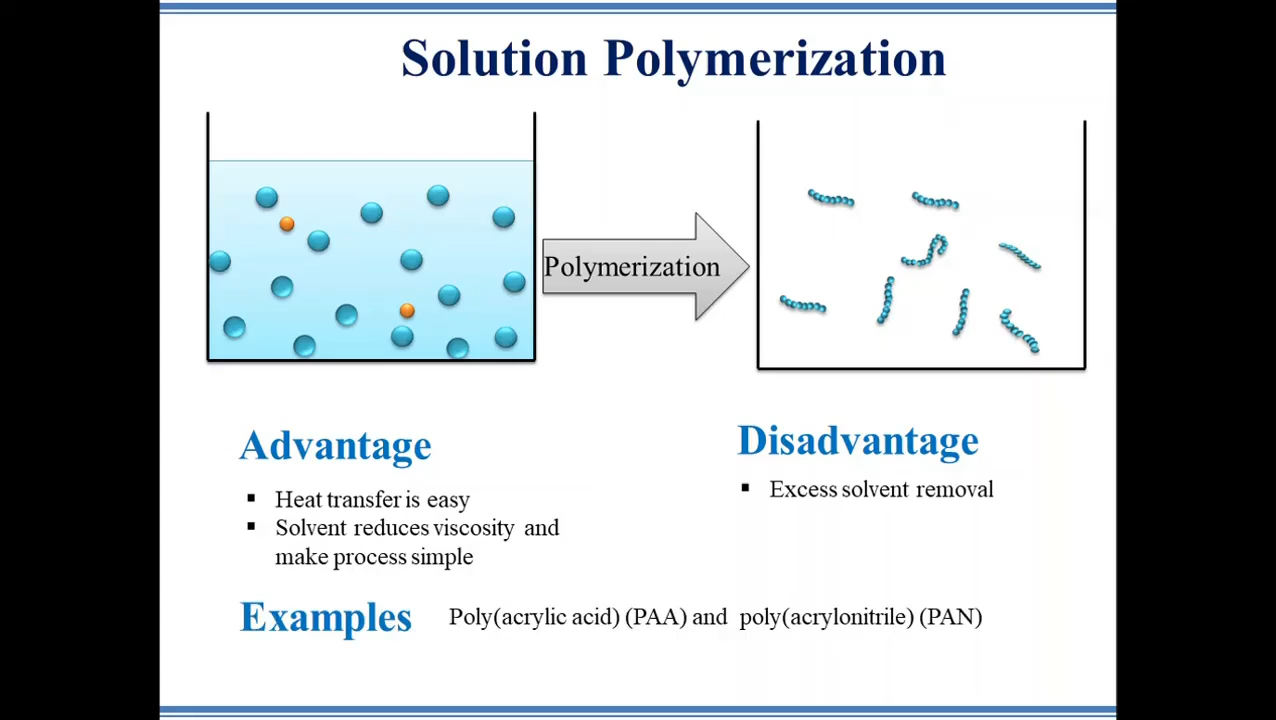 Solution Polymerization
Polymerization
Advantage
▪ Heat transfer is easy
▪ Solvent reduces viscosity and
make process simple
Disadvantage
▪ Excess solvent removal
Examples Poly(acrylic acid) (PAA) and poly(acrylonitrile) (PAN)